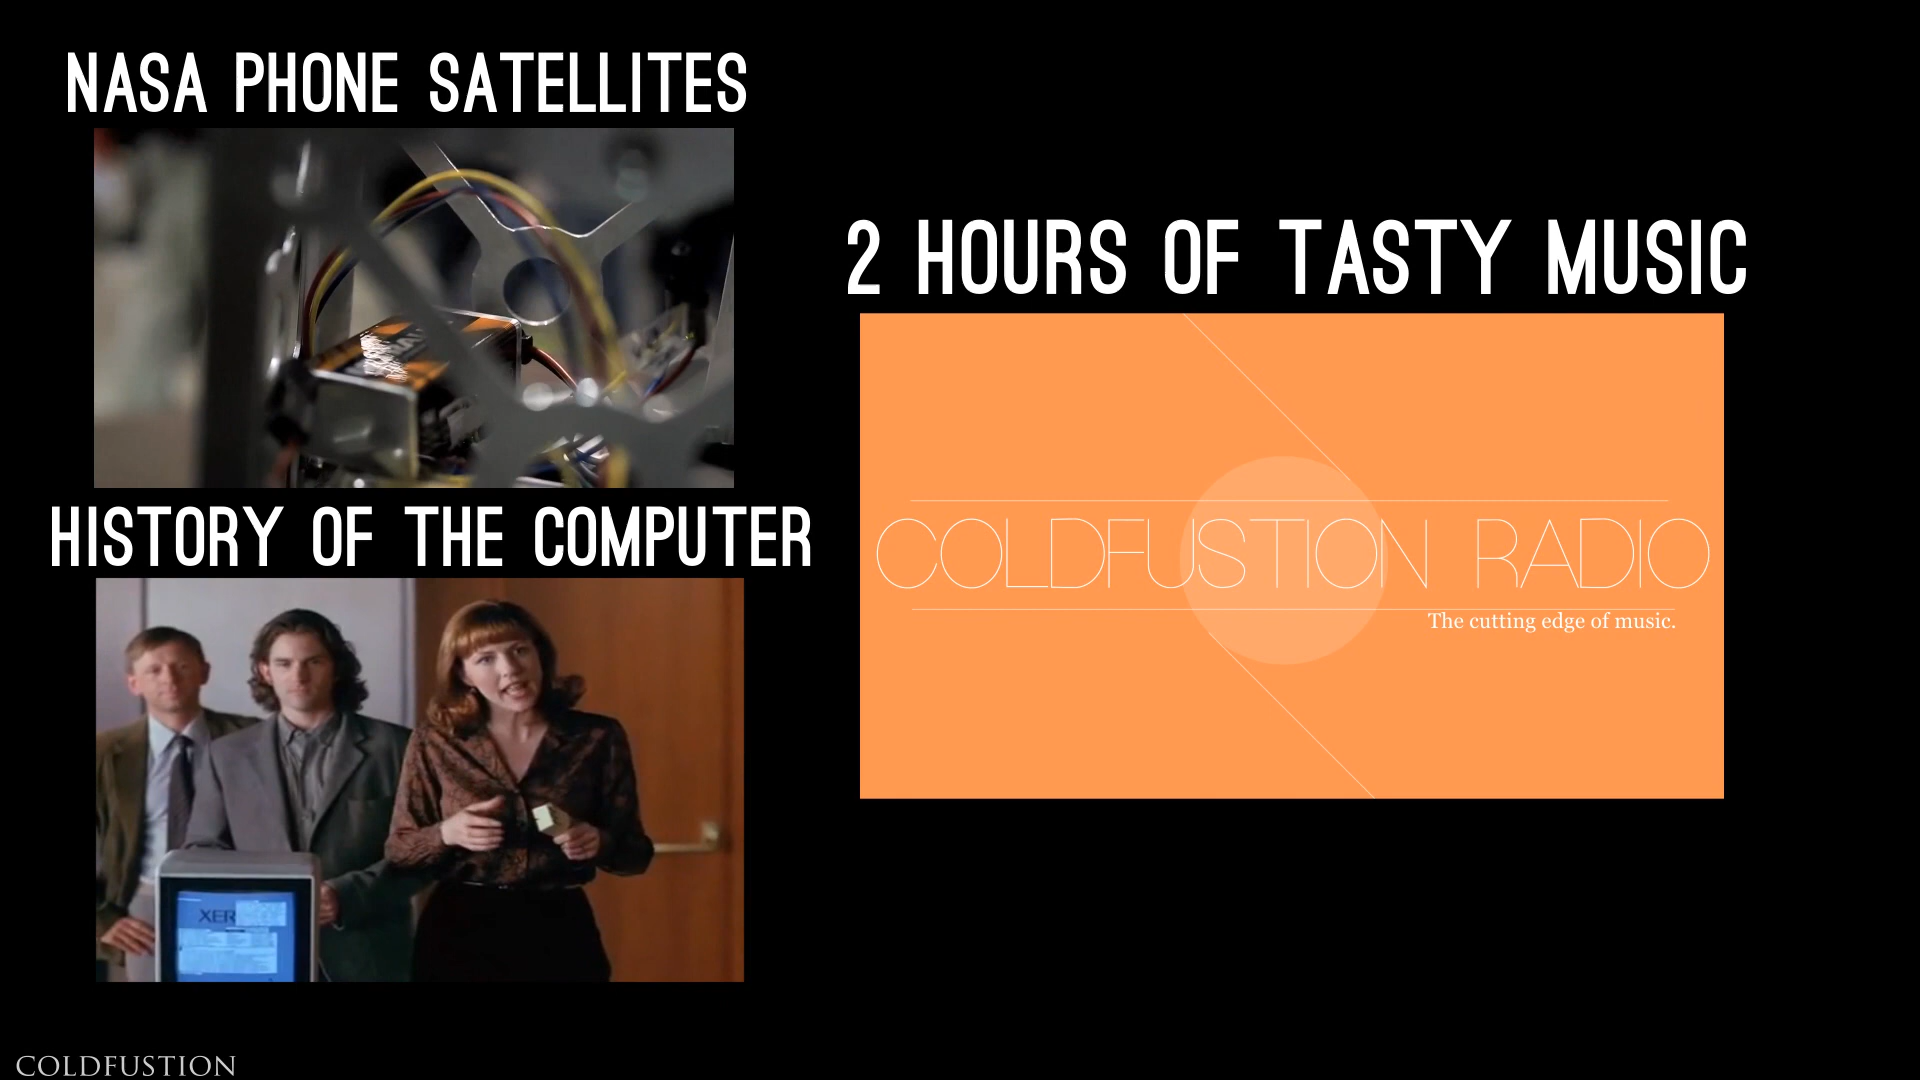 NASA PHONE SATELLITES
HISTORY OF THE COMPUTER
XER
2 HOURS OF TASTY MUSIC
COLDFUSTION RADIO
The cutting edge of music.
COLDFUSTION